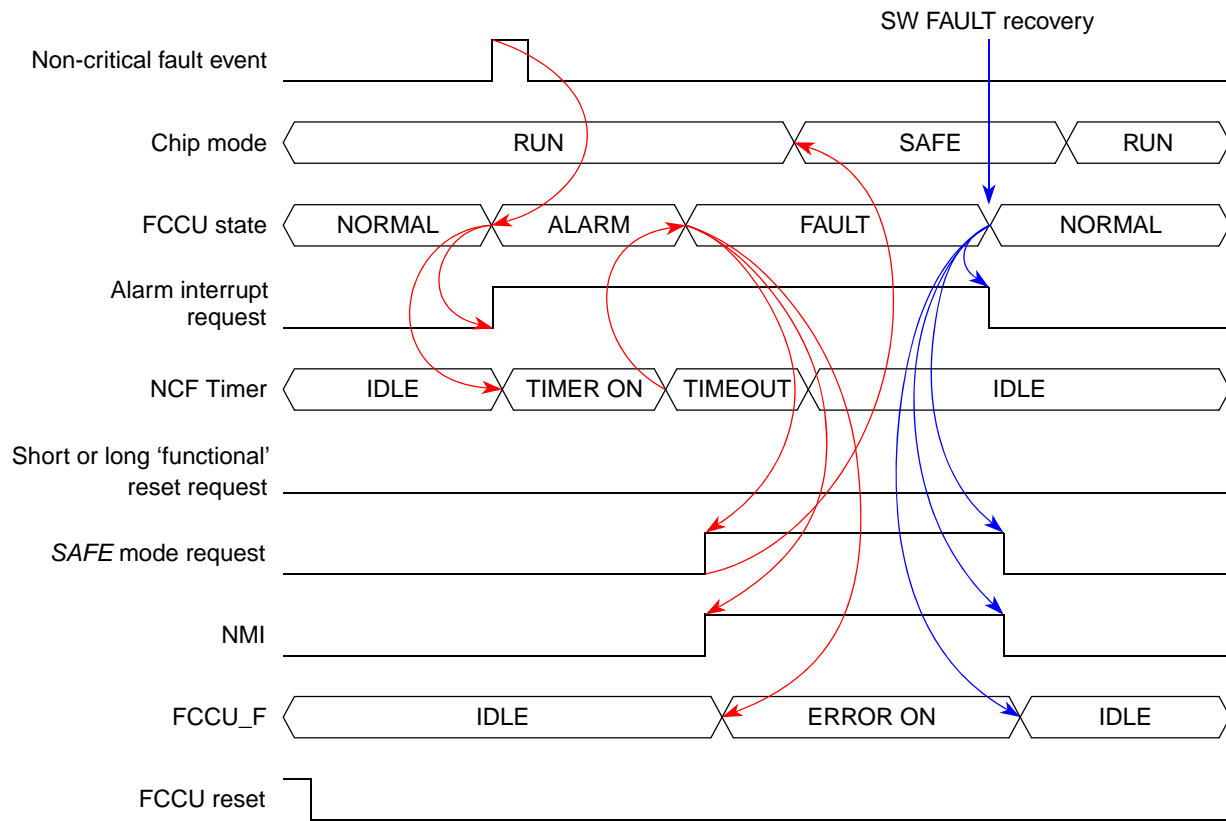 SW FAULT recovery
Non-critical fault event
Chip mode
RUN
SAFE
RUN
FCCU state
NORMAL
ALARM
FAULT
NORMAL
Alarm interrupt
request
NCF Timer
IDLE
TIMER ON
TIMEOUT
IDLE
Short or long ‘functional’
reset request
SAFE mode request
NMI
FCCU_F
IDLE
ERROR ON
IDLE
FCCU reset